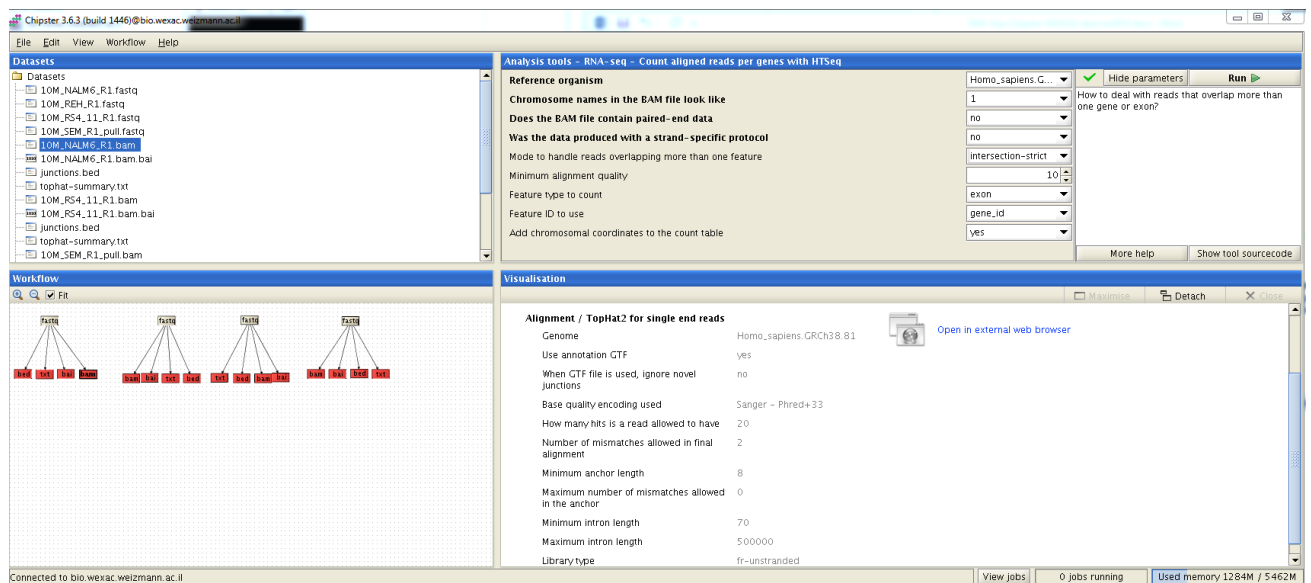 Chipster 3.6.3 (build 1446)@bio.wexac.weizmann.ac.il
File Edit View Workflow Help
Datasets
Datasets
10M_NALM6_R1.fastq
10M_REH_R1.fastq
10M_RS4_11_R1.fastq
10M_SEM_R1_pull.fastq
10M_NALM6_R1.bam
10M_NALM6_R1.bam.bai
junctions.bed
tophat-summary.txt
10M_RS4_11_R1.bam
10M_RS4_11_R1.bam.bai
junctions.bed
tophat-summary.txt
10M_SEM_R1_pull.bam
Analysis tools - RNA-seq - Count aligned reads per genes with HTSeq
Reference organism Homo_sapiens.G...
Chromosome names in the BAM file look like 1
Does the BAM file contain paired-end data no
Was the data produced with a strand-specific protocol no
Mode to handle reads overlapping more than one feature intersection-strict
Minimum alignment quality 10
Feature type to count exon
Feature ID to use gene_id
Add chromosomal coordinates to the count table yes
Hide parameters Run
How to deal with reads that overlap more than
one gene or exon?
More help Show tool sourcecode
Workflow
Fit
fastq fastq fastq fastq
bed txt bai bam bam bai txt bed txt bed bam bai bam bai bed txt
Visualisation
Maximise Detach Close
Alignment / TopHat2 for single end reads
Genome Homo_sapiens.GRCh38.81
Use annotation GTF yes
When GTF file is used, ignore novel no
junctions
Base quality encoding used Sanger - Phred+33
How many hits is a read allowed to have 20
Number of mismatches allowed in final 2
alignment
Minimum anchor length 8
Maximum number of mismatches allowed 0
in the anchor
Minimum intron length 70
Maximum intron length 500000
Library type fr-unstranded
Open in external web browser
Connected to bio.wexac.weizmann.ac.il
View jobs 0 jobs running Used memory 1284M / 5462M